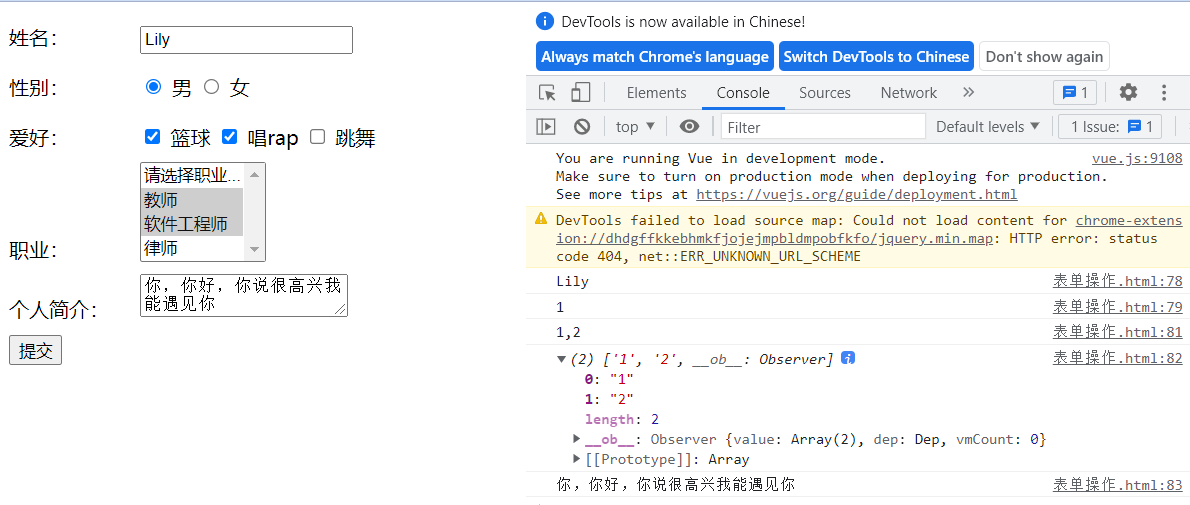 姓名：
Lily
性别：
男 女
爱好：
篮球 唱rap 跳舞
请选择职业...
教师
软件工程师
律师
职业：
你，你好，你说很高兴我
能遇见你
个人简介：
提交
DevTools is now available in Chinese!
Always match Chrome's language Switch DevTools to Chinese Don't show again
Elements Console Sources Network » 1
top Filter Default levels 1 Issue: 1
You are running Vue in development mode. vue.js:9108
Make sure to turn on production mode when deploying for production.
See more tips at https://vuejs.org/guide/deployment.html
DevTools failed to load source map: Could not load content for chrome-exten
sion://dhdgffkkebhmkfjojejmpbldmpobfkfo/jquery.min.map: HTTP error: status
code 404, net::ERR_UNKNOWN_URL_SCHEME
Lily 表单操作.html:78
1 表单操作.html:79
1,2 表单操作.html:81
(2) ['1', '2', __ob__: Observer] i 表单操作.html:82
0: "1"
1: "2"
length: 2
__ob__: Observer {value: Array(2), dep: Dep, vmCount: 0}
[[Prototype]]: Array
你，你好，你说很高兴我能遇见你 表单操作.html:83